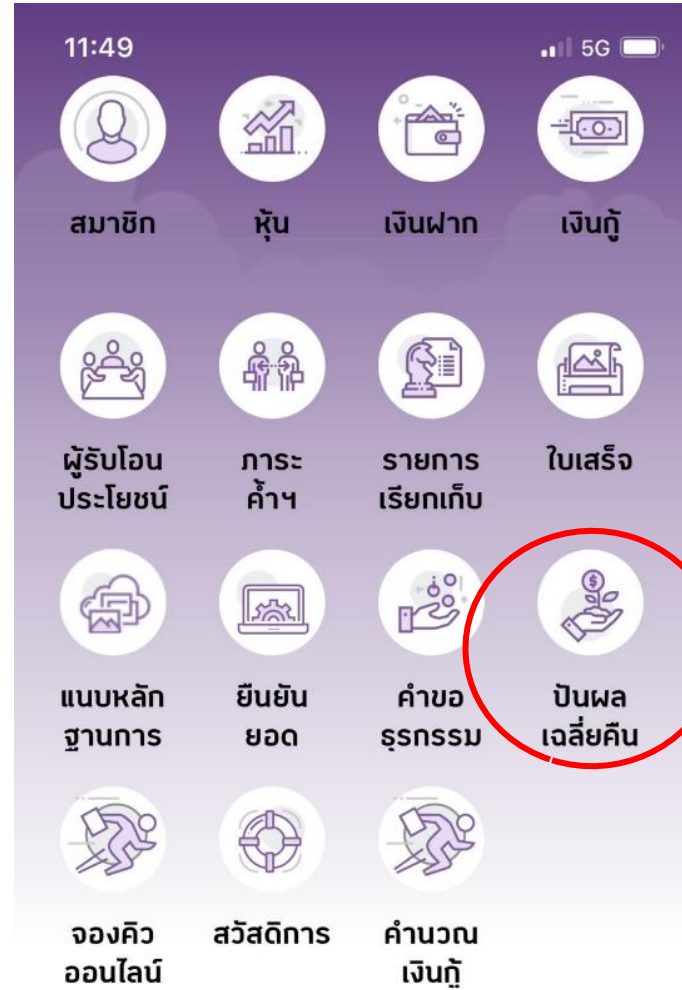 11:49 5G
สมาชิก หุ้น เงินฝาก เงินกู้
ผู้รับโอน ภาระ รายการ ใบเสร็จ
ประโยชน์ ค้ำฯ เรียกเก็บ
แนบหลัก ยืนยัน คำขอ ปันผล
ฐานการ ยอด ธุรกรรม เฉลี่ยคืน
จองคิว สวัสดิการ คำนวณ
ออนไลน์ เงินกู้